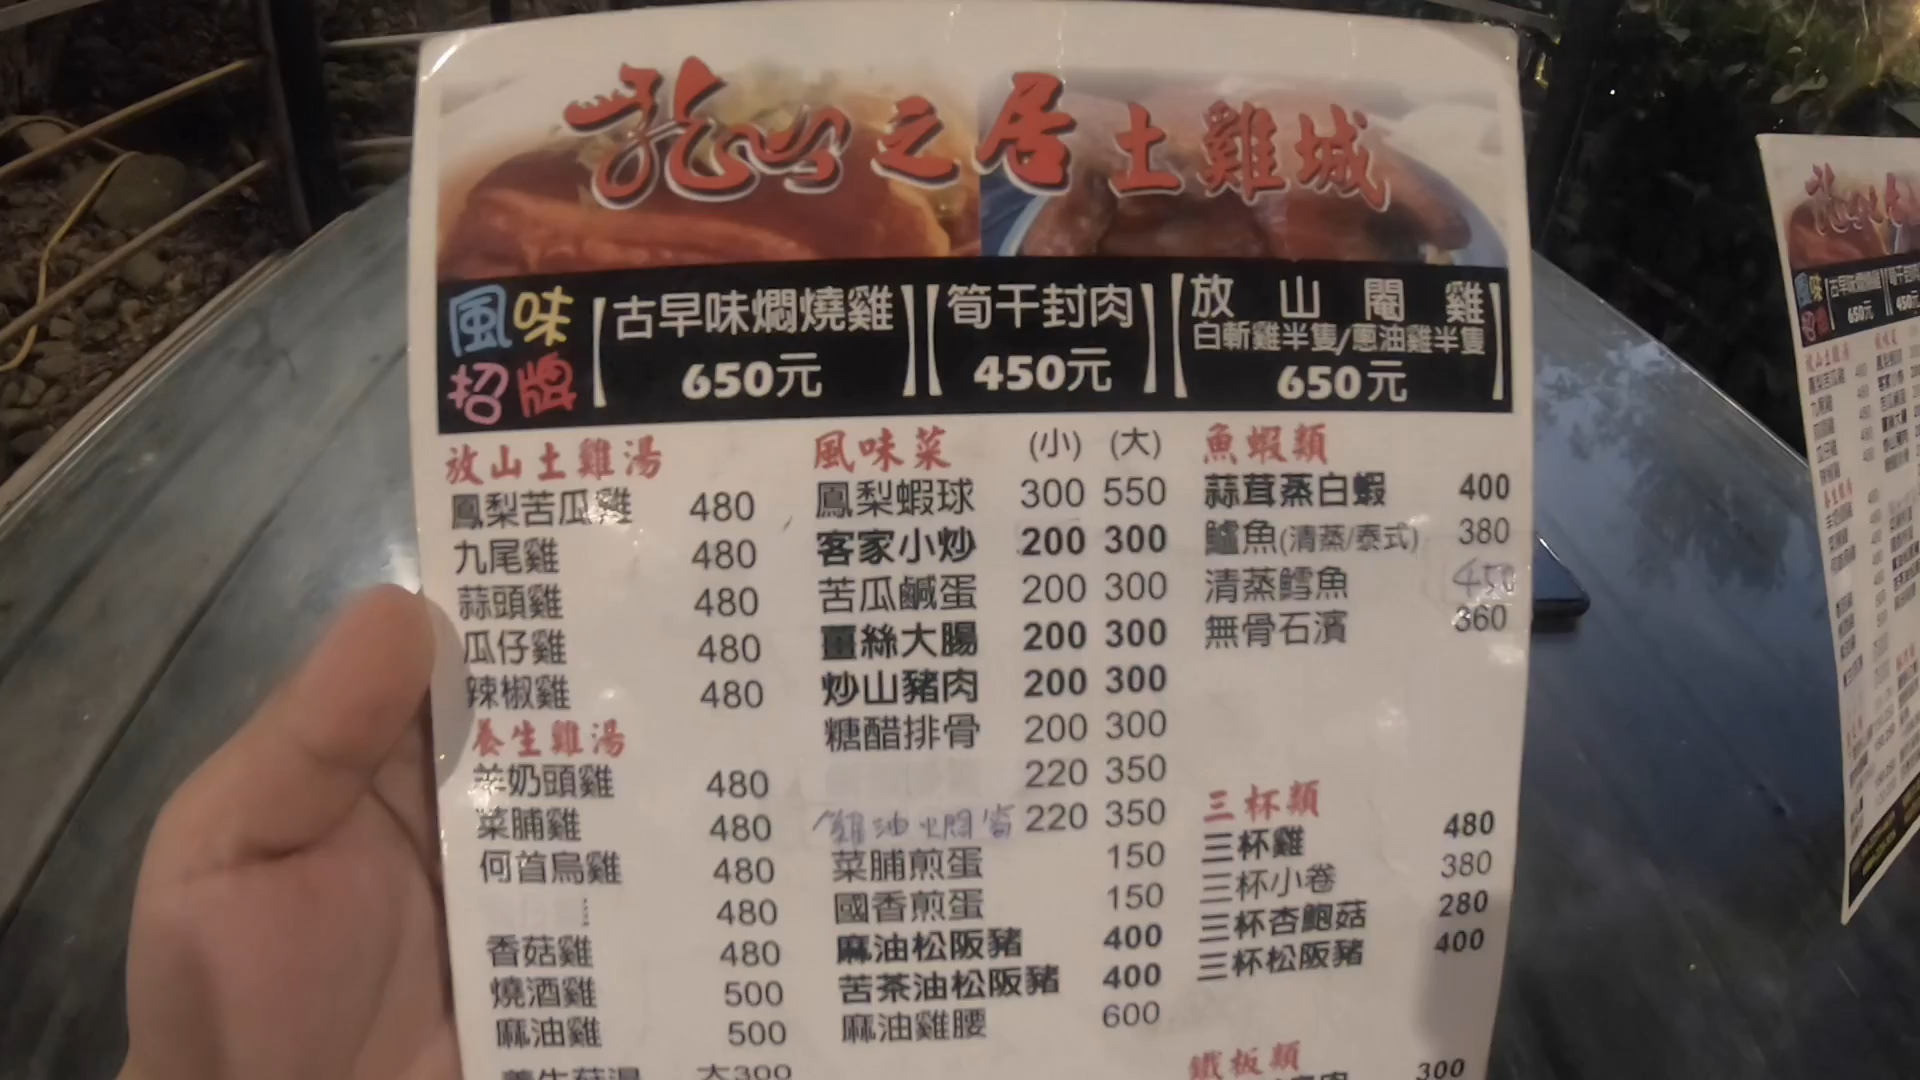 龍山之居土雞城
風味招牌
【古早味燜燒雞】
650元
【筍干封肉】
450元
【放山閹雞】
白斬雞半隻/蔥油雞半隻
650元
放山土雞湯
鳳梨苦瓜雞 480
九尾雞 480
蒜頭雞 480
瓜仔雞 480
辣椒雞 480
養生雞湯
羊奶頭雞 480
菜脯雞 480
何首烏雞 480
480
香菇雞 480
燒酒雞 500
麻油雞 500
養生菇湯 大300
風味菜 (小) (大)
鳳梨蝦球 300 550
客家小炒 200 300
苦瓜鹹蛋 200 300
薑絲大腸 200 300
炒山豬肉 200 300
糖醋排骨 200 300
220 350
雞油 220 350
菜脯煎蛋 150
國香煎蛋 150
麻油松阪豬 400
苦茶油松阪豬 400
麻油雞腰 600
魚蝦類
蒜茸蒸白蝦 400
鱸魚(清蒸/泰式) 380
清蒸鱈魚 450
無骨石濱 360
三杯類
三杯雞 480
三杯小卷 380
三杯杏鮑菇 280
三杯松阪豬 400
鐵板類
300